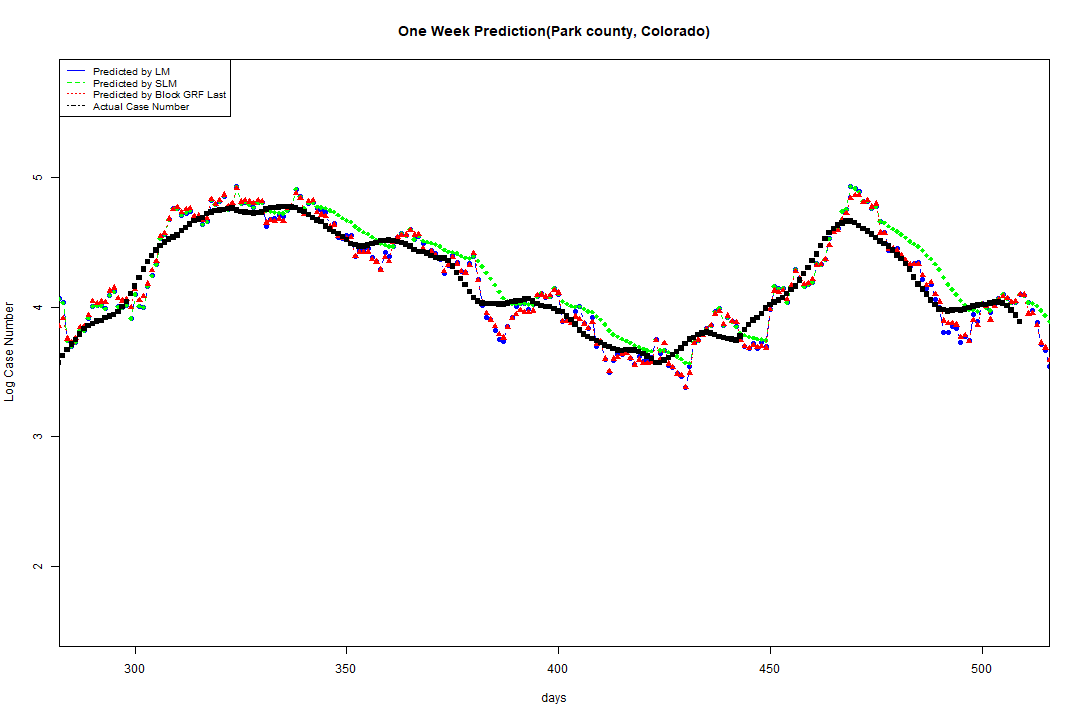 One Week Prediction(Park county, Colorado)
Predicted by LM
Predicted by SLM
Predicted by Block GRF Last
Actual Case Number
5
4
3
2
Log Case Number
300 350 400 450 500
days